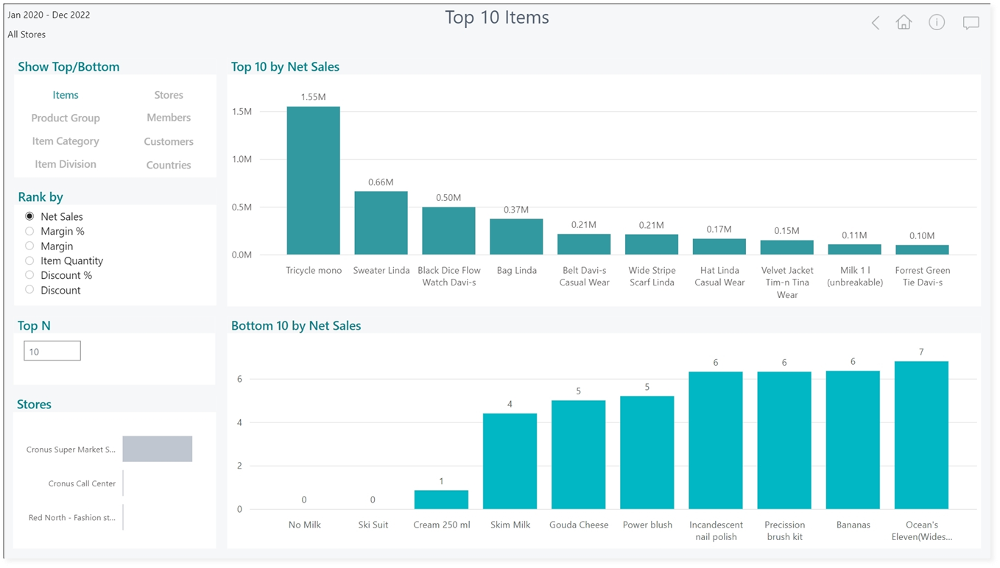 Jan 2020 - Dec 2022
All Stores
Top 10 Items
Show Top/Bottom
Items
Stores
Product Group
Members
Item Category
Customers
Item Division
Countries
Rank by
Net Sales
Margin %
Margin
Item Quantity
Discount %
Discount
Top N
10
Stores
Cronus Super Market S...
Cronus Call Center
Red North - Fashion st...
Top 10 by Net Sales
1.5M
1.0M
0.5M
0.0M
1.55M
0.66M
0.50M
0.37M
0.21M
0.21M
0.17M
0.15M
0.11M
0.10M
Tricycle mono
Sweater Linda
Black Dice Flow
Watch Davi-s
Bag Linda
Belt Davi-s
Casual Wear
Wide Stripe
Scarf Linda
Hat Linda
Casual Wear
Velvet Jacket
Tim-n Tina
Wear
Milk 1 l
(unbreakable)
Forrest Green
Tie Davi-s
Bottom 10 by Net Sales
6
4
2
0
0
0
1
4
5
5
6
6
6
7
No Milk
Ski Suit
Cream 250 ml
Skim Milk
Gouda Cheese
Power blush
Incandescent
nail polish
Precission
brush kit
Bananas
Ocean's
Eleven(Wides...